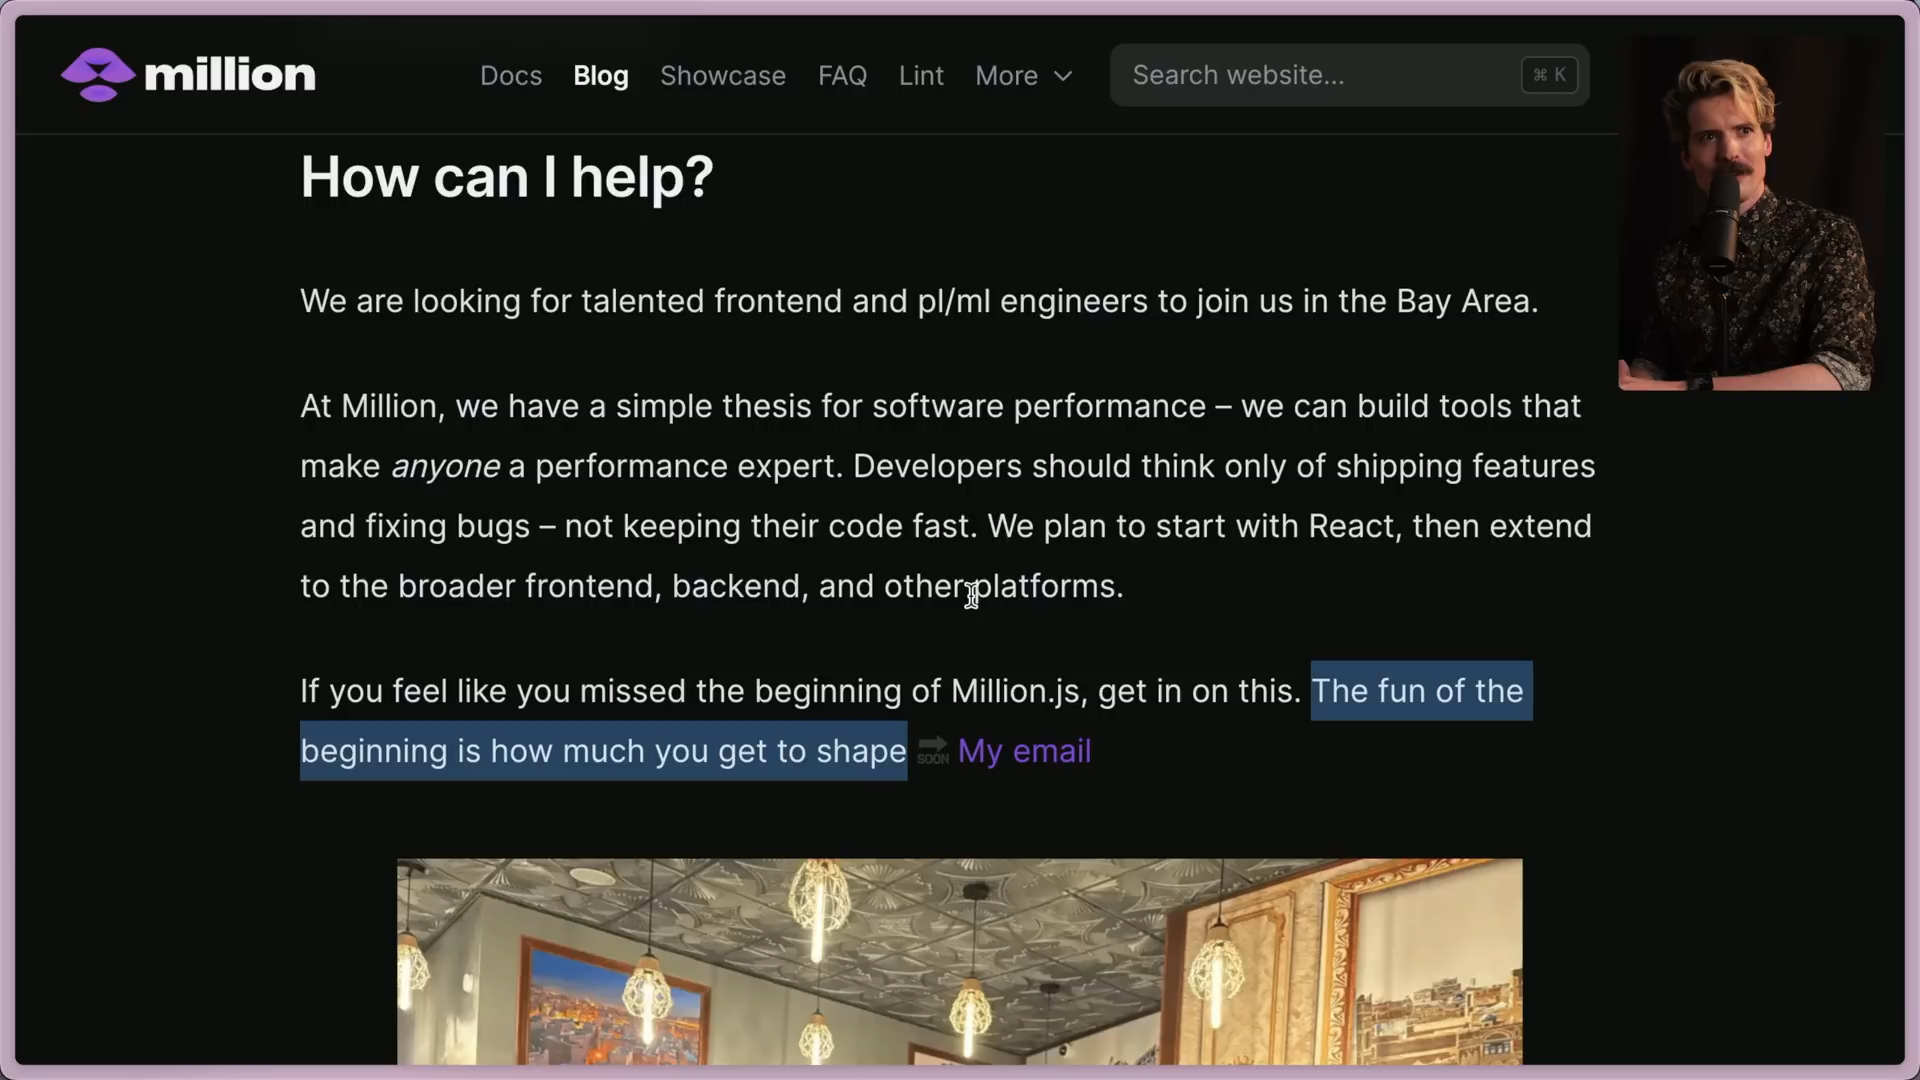 million
Docs Blog Showcase FAQ Lint More Search website... ⌘ K
How can I help?
We are looking for talented frontend and pl/ml engineers to join us in the Bay Area.
At Million, we have a simple thesis for software performance – we can build tools that
make anyone a performance expert. Developers should think only of shipping features
and fixing bugs – not keeping their code fast. We plan to start with React, then extend
to the broader frontend, backend, and other platforms.
If you feel like you missed the beginning of Million.js, get in on this. The fun of the
beginning is how much you get to shape SOON My email